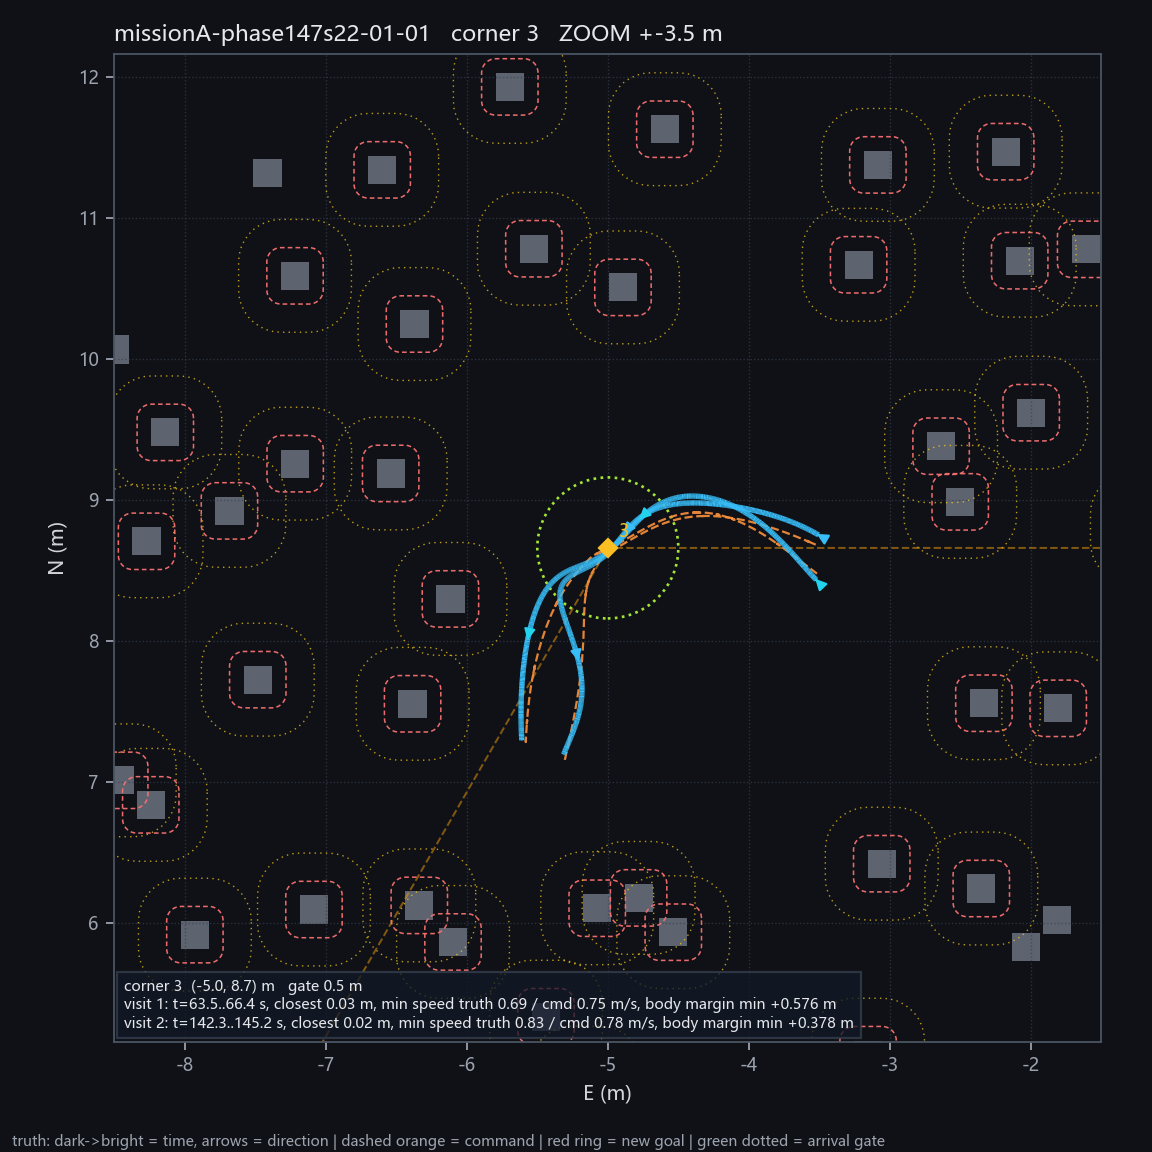 missionA-phase147s22-01-01   corner 3   ZOOM +-3.5 m
12
11
10
9
8
7
6
N (m)
3
corner 3  (-5.0, 8.7) m   gate 0.5 m
visit 1: t=63.5..66.4 s, closest 0.03 m, min speed truth 0.69 / cmd 0.75 m/s, body margin min +0.576 m
visit 2: t=142.3..145.2 s, closest 0.02 m, min speed truth 0.83 / cmd 0.78 m/s, body margin min +0.378 m
-8
-7
-6
-5
-4
-3
-2
E (m)
truth: dark->bright = time, arrows = direction | dashed orange = command | red ring = new goal | green dotted = arrival gate